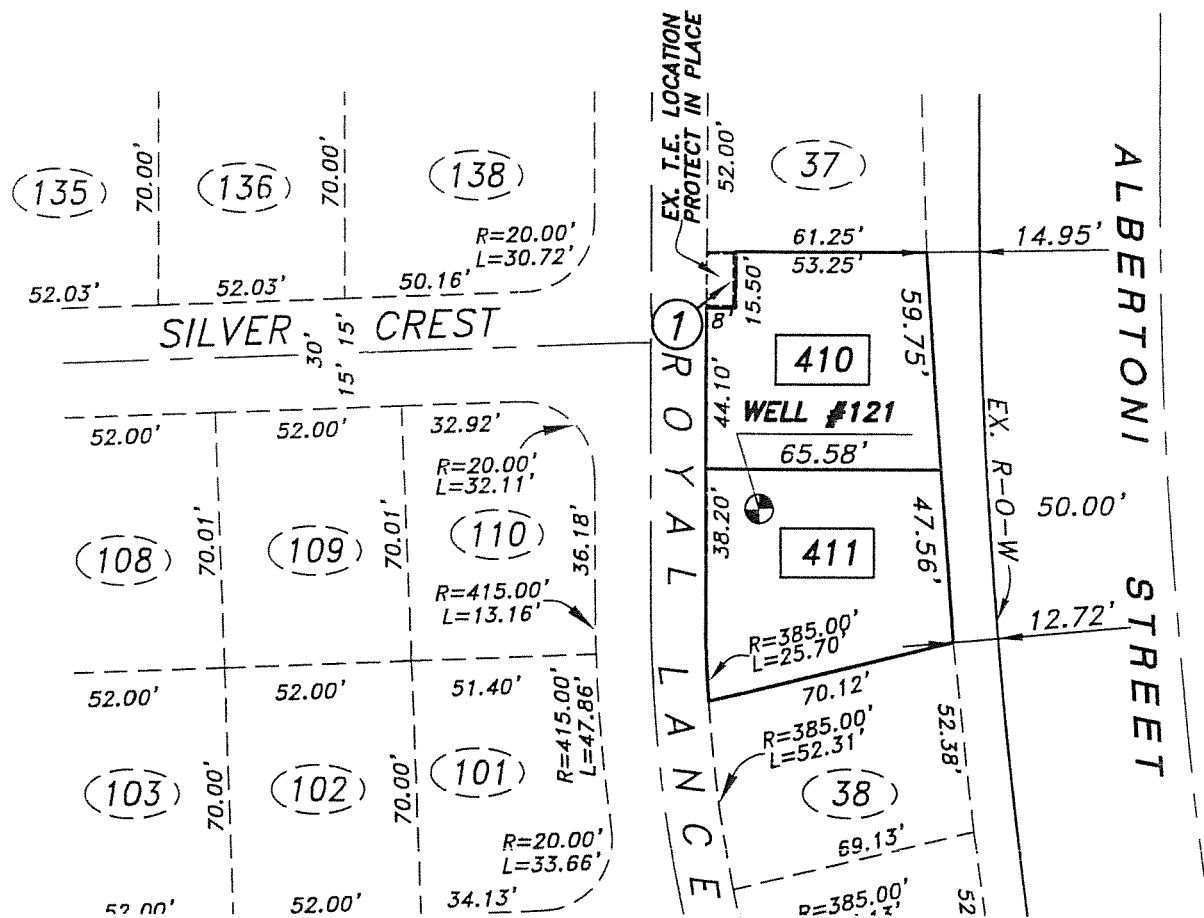 EX. T.E. LOCATION
PROTECT IN PLACE
52.00'
37
135
70.00'
136
70.00'
138
R=20.00'
L=30.72'
61.25'
53.25'
14.95'
52.03'
52.03'
50.16'
SILVER CREST
30'
15'
15'
1
8'
15.50'
410
59.75'
44.10'
WELL #121
65.58'
ALBERTONI STREET
EX. R-O-W
50.00'
52.00'
52.00'
32.92'
R=20.00'
L=32.11'
ROYAL LANCE
38.20'
411
47.56'
108
70.01'
109
70.01'
110
36.18'
R=415.00'
L=13.16'
R=385.00'
L=25.70'
12.72'
70.12'
52.00'
52.00'
51.40'
R=415.00'
L=47.86'
R=385.00'
L=52.31'
52.38'
103
70.00'
102
70.00'
101
38
R=20.00'
L=33.66'
69.13'
52.00'
52.00'
34.13'
R=385.00'
52